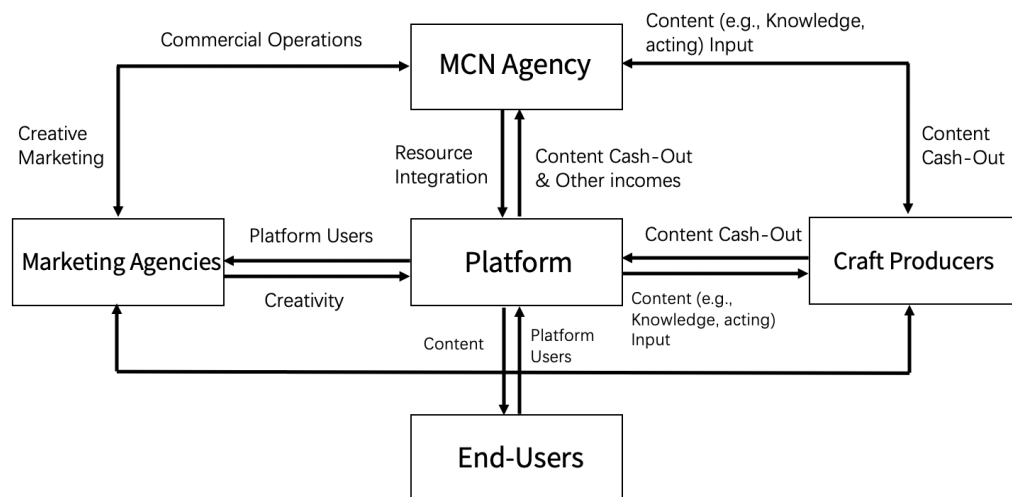 Content (e.g., Knowledge,
acting) Input
Commercial Operations
MCN Agency
Creative
Marketing
Resource
Integration
Content Cash-Out
& Other incomes
Content
Cash-Out
Platform Users
Content Cash-Out
Marketing Agencies
Platform
Craft Producers
Creativity
Content (e.g.,
Knowledge, acting)
Input
Content
Platform
Users
End-Users